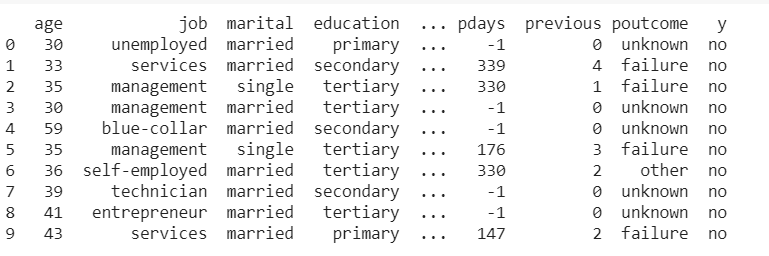 age job marital education ... pdays previous poutcome y
0 30 unemployed married primary ... -1 0 unknown no
1 33 services married secondary ... 339 4 failure no
2 35 management single tertiary ... 330 1 failure no
3 30 management married tertiary ... -1 0 unknown no
4 59 blue-collar married secondary ... -1 0 unknown no
5 35 management single tertiary ... 176 3 failure no
6 36 self-employed married tertiary ... 330 2 other no
7 39 technician married secondary ... -1 0 unknown no
8 41 entrepreneur married tertiary ... -1 0 unknown no
9 43 services married primary ... 147 2 failure no